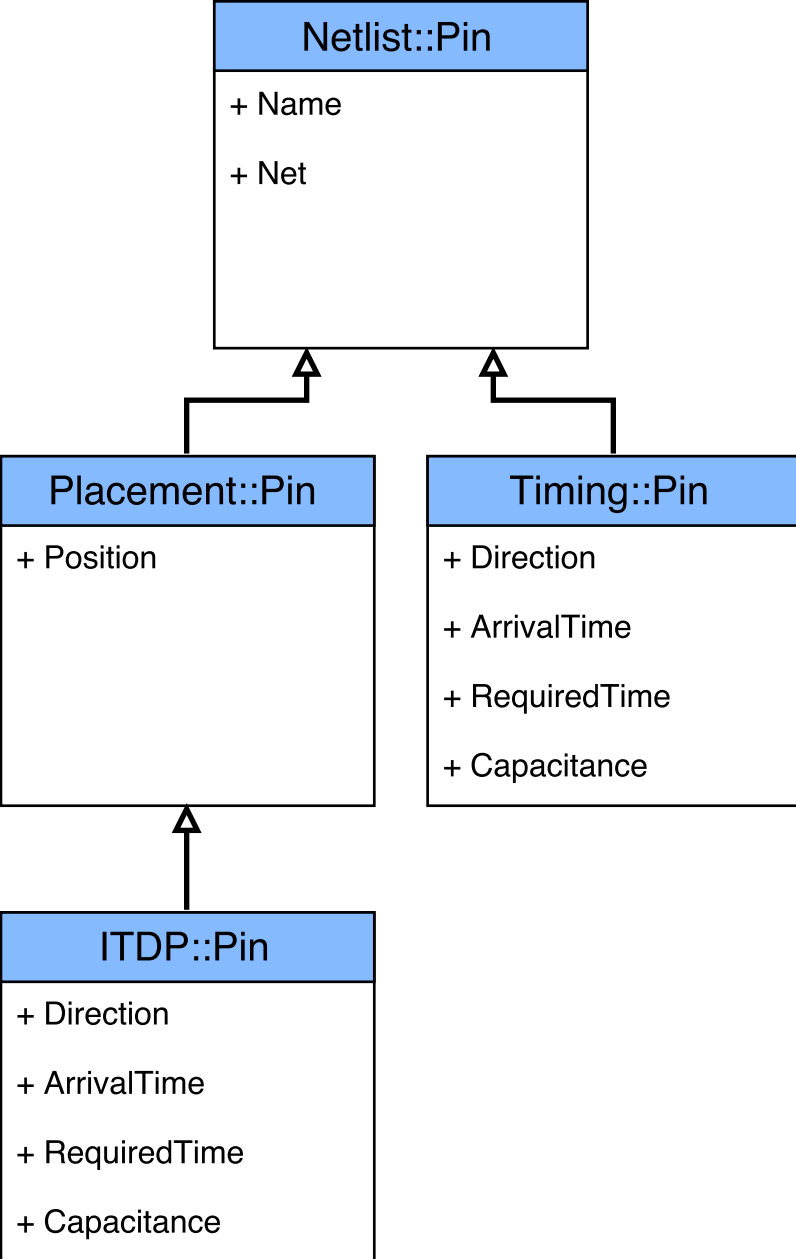 Netlist::Pin
+ Name
+ Net
Placement::Pin
+ Position
Timing::Pin
+ Direction
+ ArrivalTime
+ RequiredTime
+ Capacitance
ITDP::Pin
+ Direction
+ ArrivalTime
+ RequiredTime
+ Capacitance